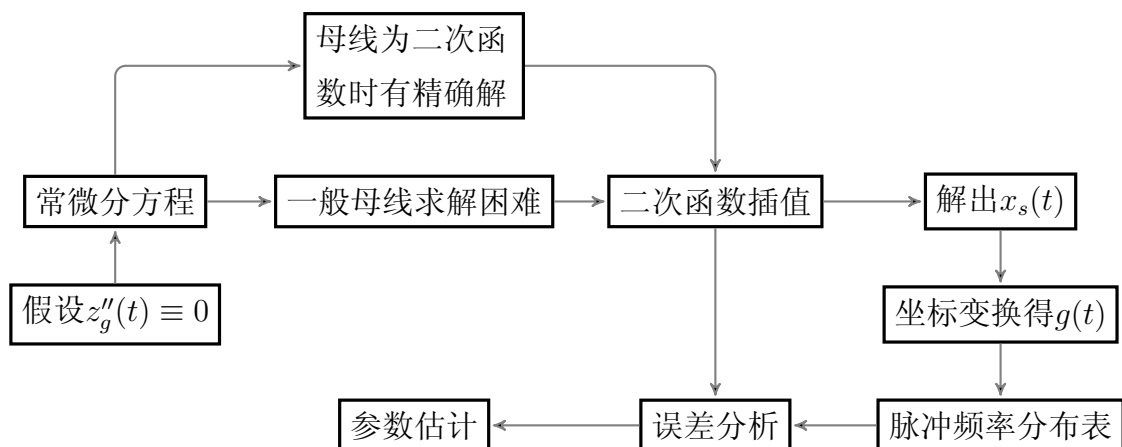 母线为二次函
数时有精确解
常微分方程
一般母线求解困难
二次函数插值
解出$x_s(t)$
假设$z_g''(t) \equiv 0$
坐标变换得$g(t)$
参数估计
误差分析
脉冲频率分布表